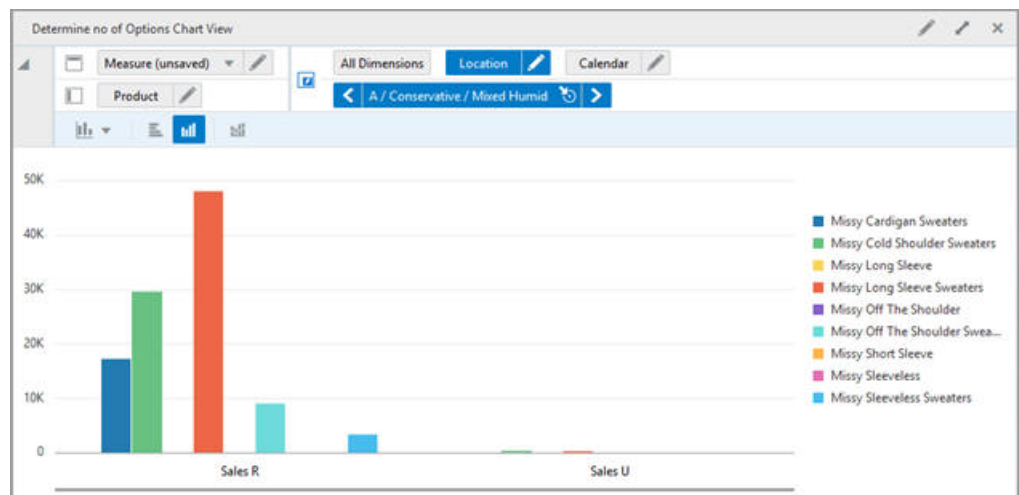 Determine no of Options Chart View
Measure (unsaved)
All Dimensions Location Calendar
Product
A / Conservative / Mixed Humid
50K
40K
30K
20K
10K
0
Sales R Sales U
Missy Cardigan Sweaters
Missy Cold Shoulder Sweaters
Missy Long Sleeve
Missy Long Sleeve Sweaters
Missy Off The Shoulder
Missy Off The Shoulder Swea...
Missy Short Sleeve
Missy Sleeveless
Missy Sleeveless Sweaters